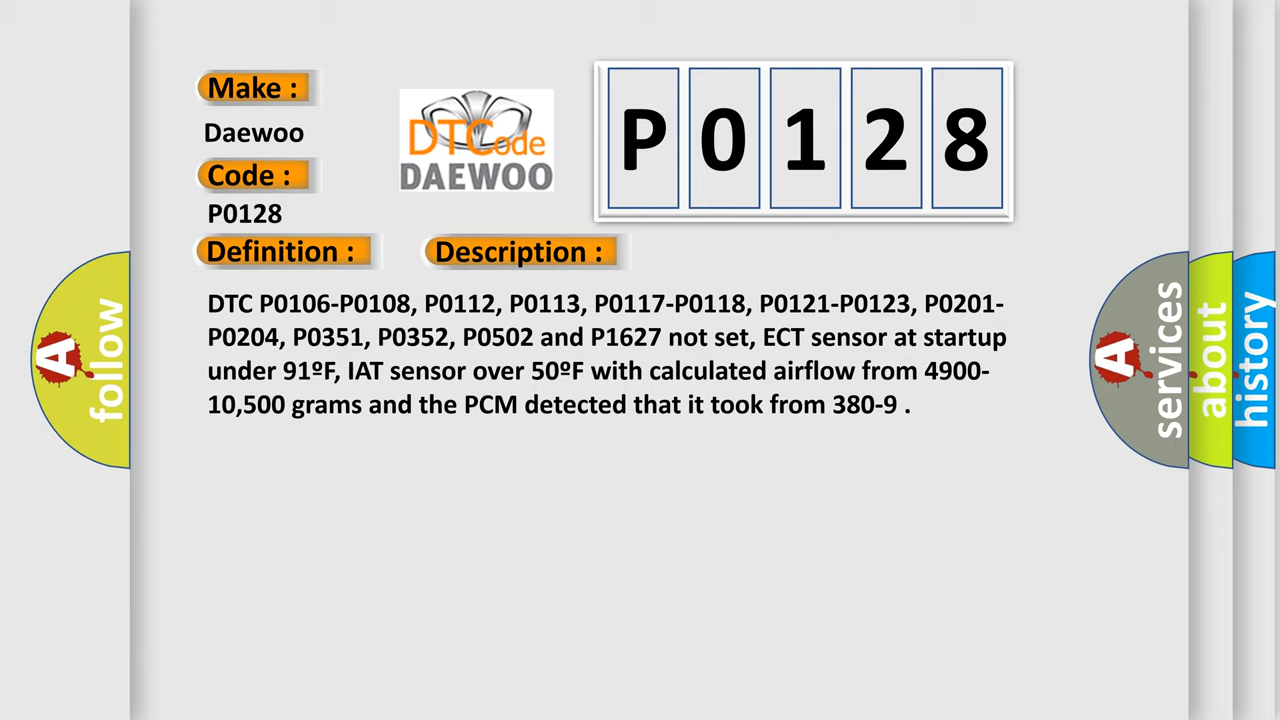 Make :
Daewoo
Code :
P0128
Definition :
Description :
DTCode
DAEWOO
P 0 1 2 8
DTC P0106-P0108, P0112, P0113, P0117-P0118, P0121-P0123, P0201-
P0204, P0351, P0352, P0502 and P1627 not set, ECT sensor at startup
under 91ºF, IAT sensor over 50ºF with calculated airflow from 4900-
10,500 grams and the PCM detected that it took from 380-9 .
A
follow
A
services
about
history